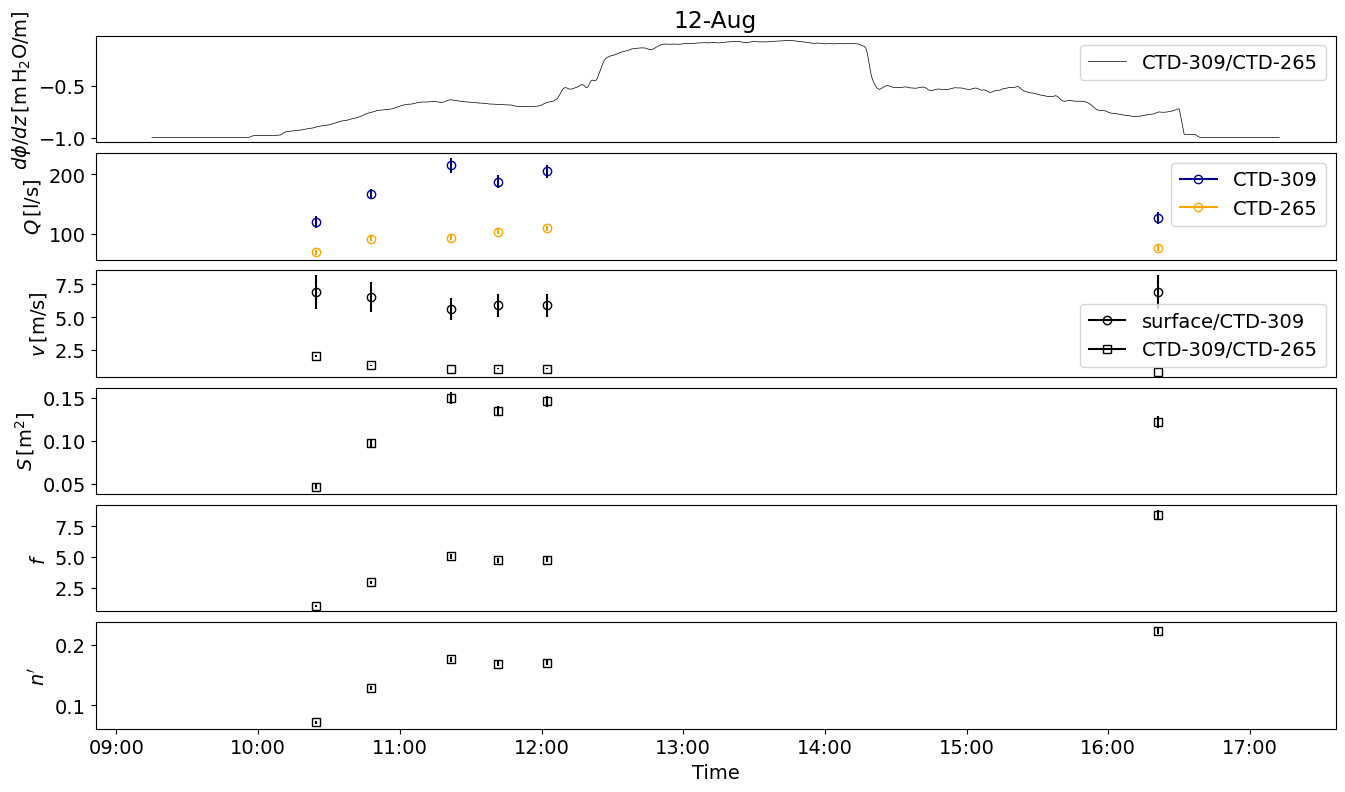 12-Aug
dϕ/dz [m H₂O/m]
−0.5
−1.0
CTD-309/CTD-265
Q [l/s]
200
100
CTD-309
CTD-265
v [m/s]
7.5
5.0
2.5
surface/CTD-309
CTD-309/CTD-265
S [m²]
0.15
0.10
0.05
f
7.5
5.0
2.5
n′
0.2
0.1
09:00 10:00 11:00 12:00 13:00 14:00 15:00 16:00 17:00
Time